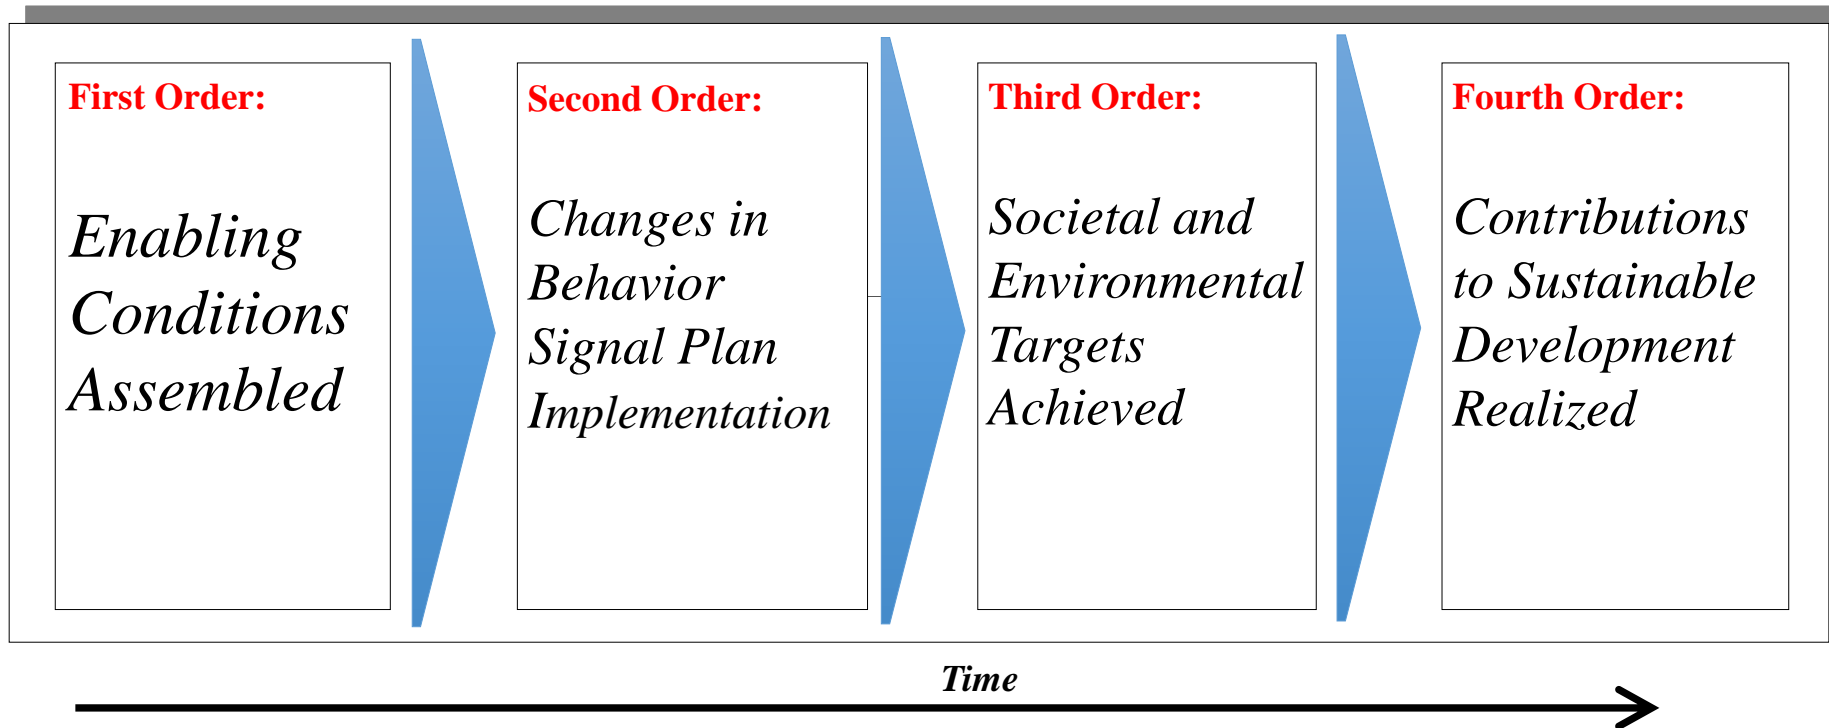 First Order:
Enabling
Conditions
Assembled
Second Order:
Changes in
Behavior
Signal Plan
Implementation
Third Order:
Societal and
Environmental
Targets
Achieved
Fourth Order:
Contributions
to Sustainable
Development
Realized
Time